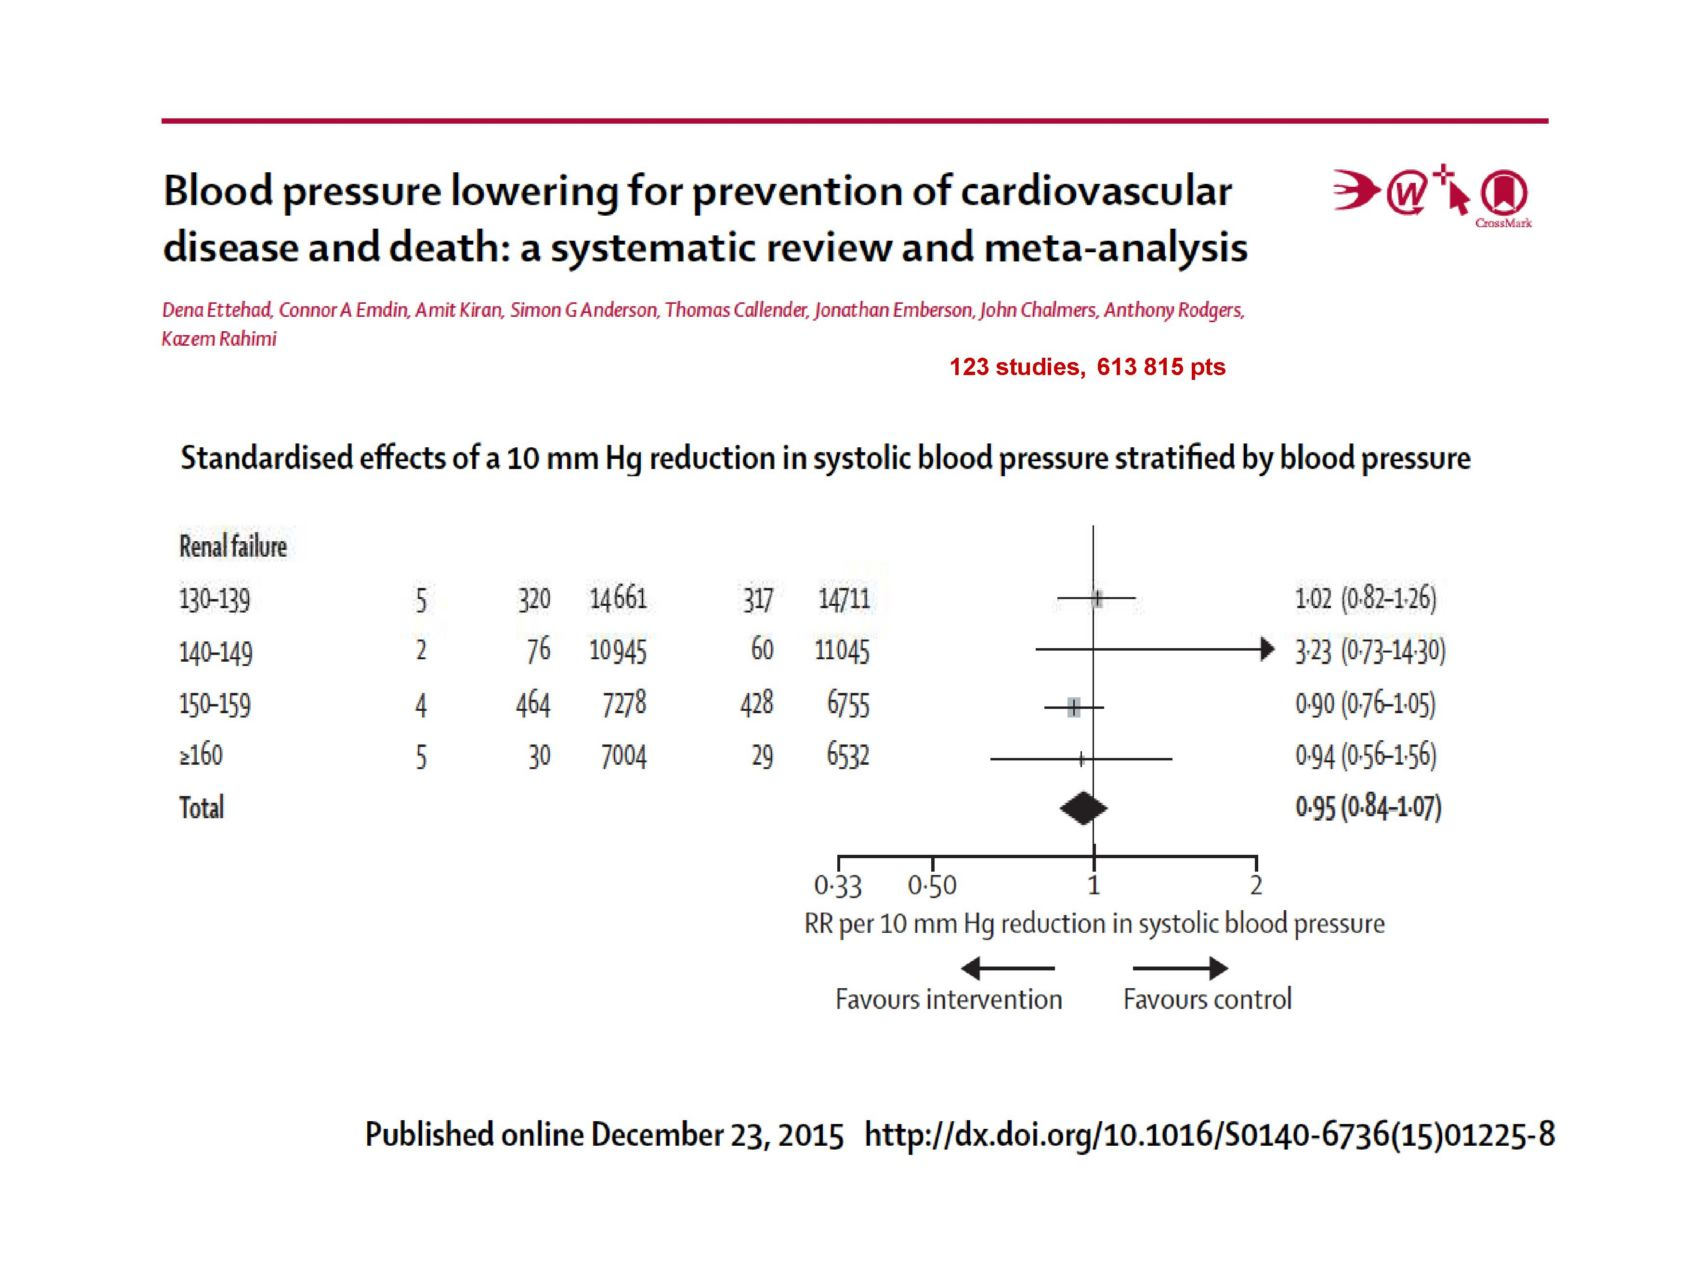 Blood pressure lowering for prevention of cardiovascular
disease and death: a systematic review and meta-analysis
W
CrossMark
Dena Ettehad, Connor A Emdin, Amit Kiran, Simon G Anderson, Thomas Callender, Jonathan Emberson, John Chalmers, Anthony Rodgers,
Kazem Rahimi
123 studies, 613 815 pts
Standardised effects of a 10 mm Hg reduction in systolic blood pressure stratified by blood pressure
Renal failure
130–139 5 320 14 661 317 14711 1·02 (0·82–1·26)
140–149 2 76 10 945 60 11 045 3·23 (0·73–14·30)
150–159 4 464 7278 428 6755 0·90 (0·76–1·05)
≥160 5 30 7004 29 6532 0·94 (0·56–1·56)
Total 0·95 (0·84–1·07)
0·33 0·50 1 2
RR per 10 mm Hg reduction in systolic blood pressure
Favours intervention Favours control
Published online December 23, 2015 http://dx.doi.org/10.1016/S0140-6736(15)01225-8